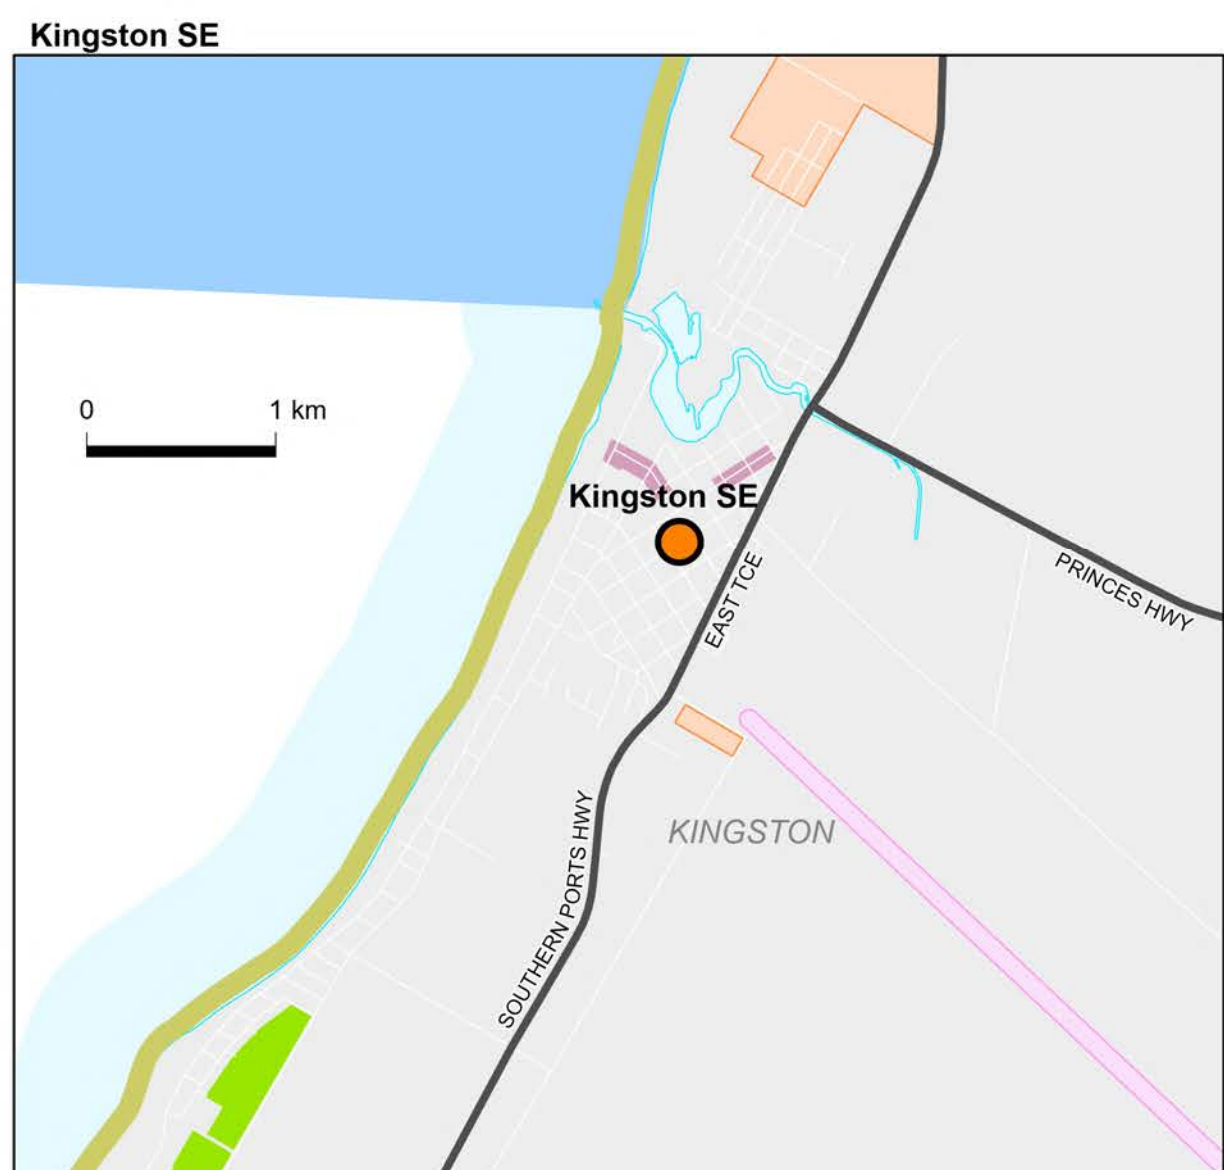 Kingston SE
0 1 km
Kingston SE
EAST TCE
PRINCES HWY
KINGSTON
SOUTHERN PORTS HWY